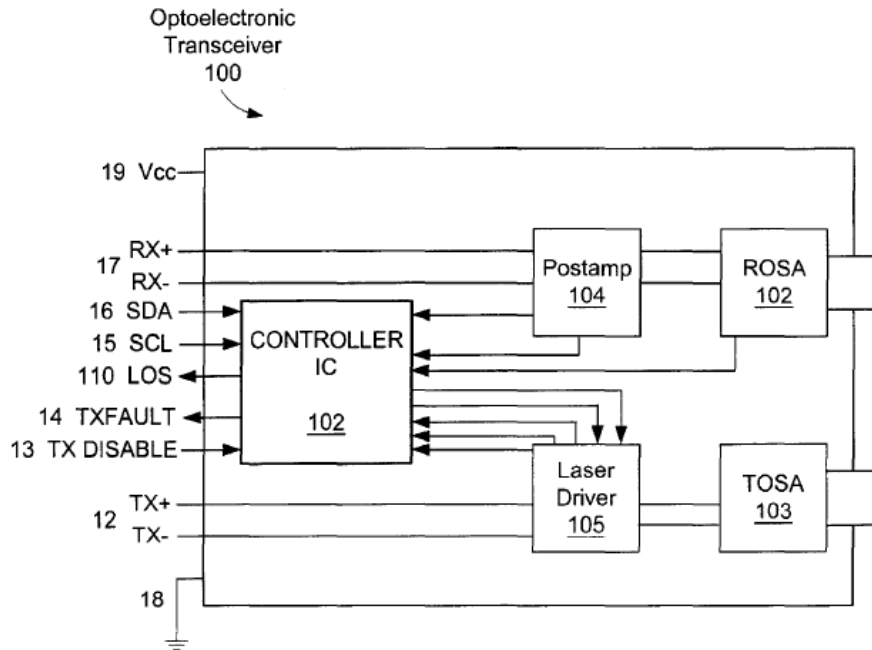 Optoelectronic
Transceiver
100
19 Vcc
17 RX+
RX-
16 SDA
15 SCL
110 LOS
14 TXFAULT
13 TX DISABLE
12 TX+
TX-
18
CONTROLLER
IC
102
Postamp
104
ROSA
102
Laser
Driver
105
TOSA
103